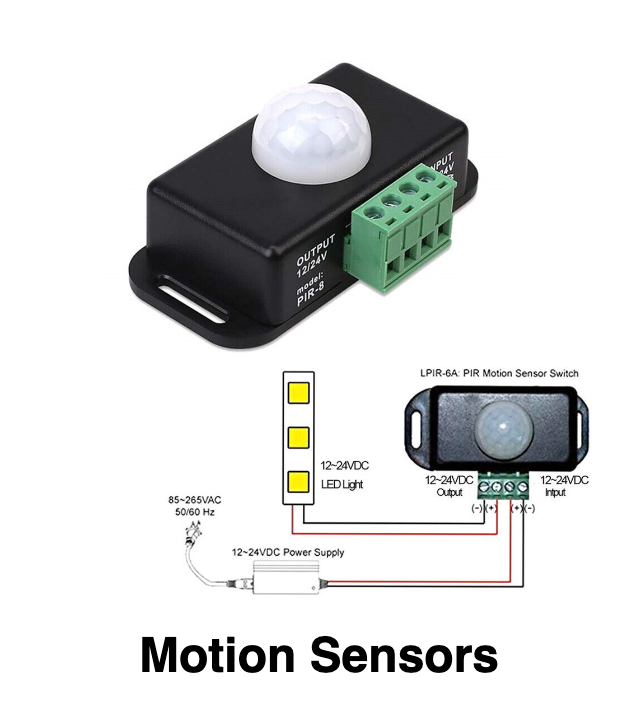 INPUT
OUTPUT
12/24V
model:
PIR-8
LPIR-6A: PIR Motion Sensor Switch
12~24VDC
LED Light
12~24VDC
Output
12~24VDC
Intput
(-)(+) (+)(-)
85~265VAC
50/60 Hz
12~24VDC Power Supply
Motion Sensors